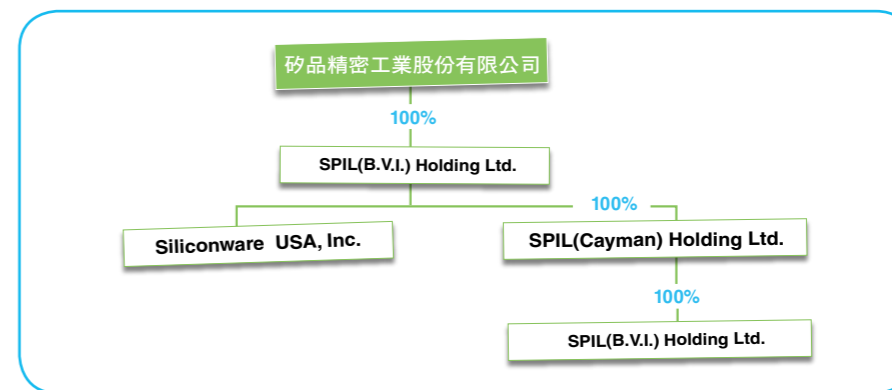 矽品精密工業股份有限公司
100%
SPIL(B.V.I.) Holding Ltd.
100%
Siliconware USA, Inc.
SPIL(Cayman) Holding Ltd.
100%
SPIL(B.V.I.) Holding Ltd.